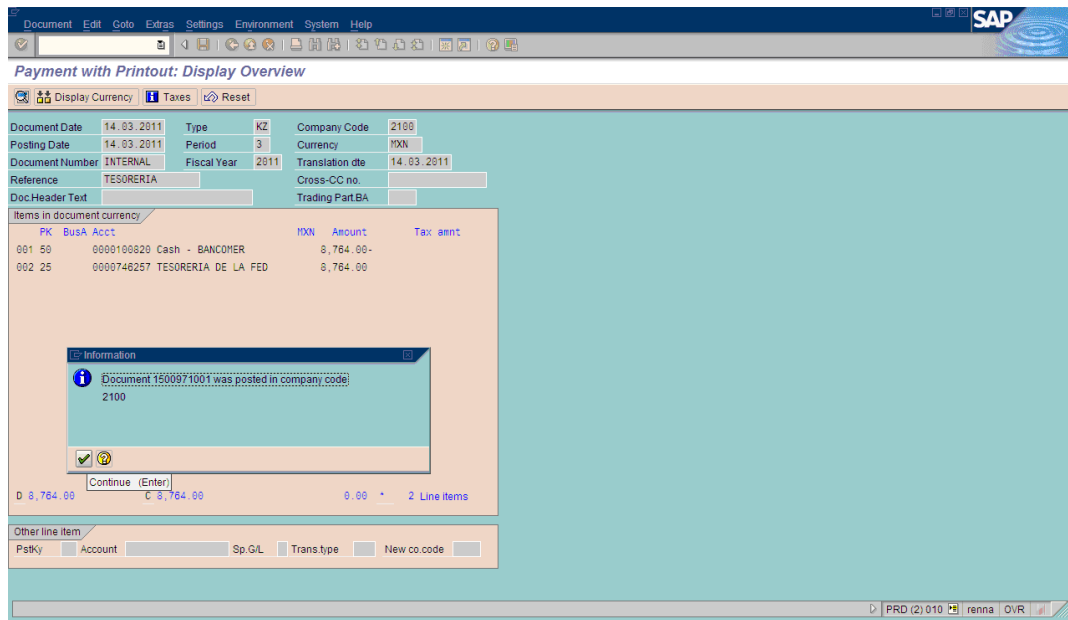 Document Edit Goto Extras Settings Environment System Help
SAP
Payment with Printout: Display Overview
Display Currency Taxes Reset
Document Date 14.03.2011 Type KZ Company Code 2100
Posting Date 14.03.2011 Period 3 Currency MXN
Document Number INTERNAL Fiscal Year 2011 Translation dte 14.03.2011
Reference TESORERIA Cross-CC no.
Doc.Header Text Trading Part.BA
Items in document currency
PK BusA Acct MXN Amount Tax amnt
001 50 0000100820 Cash - BANCOMER 8,764.00-
002 25 0000746257 TESORERIA DE LA FED 8,764.00
Information
Document 1500971001 was posted in company code
2100
Continue (Enter)
D 8,764.00 C 8,764.00 0.00 * 2 Line items
Other line item
PstKy Account Sp.G/L Trans.type New co.code
PRD (2) 010 renna OVR